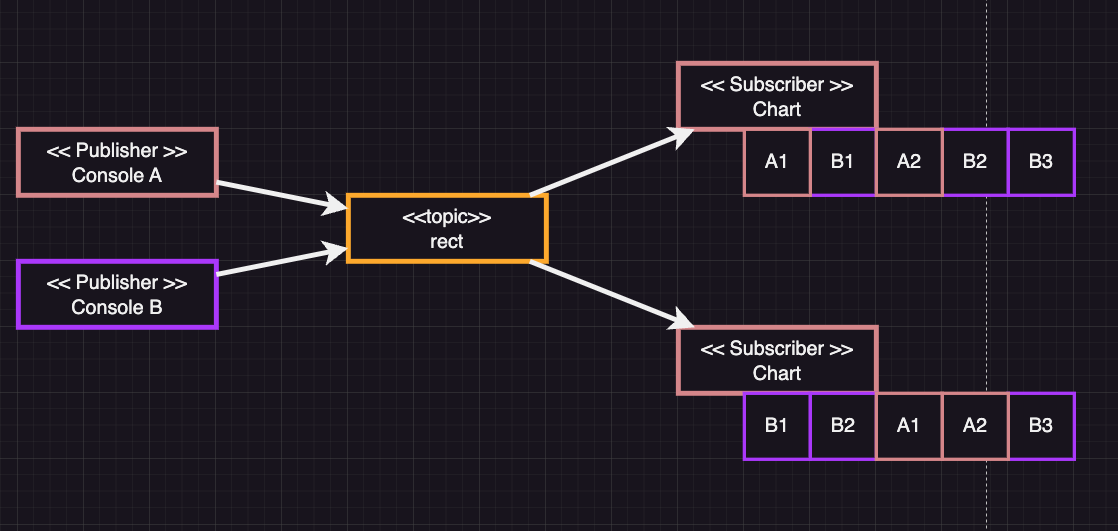 << Publisher >>
Console A
<< Publisher >>
Console B
<<topic>>
rect
<< Subscriber >>
Chart
A1 B1 A2 B2 B3
<< Subscriber >>
Chart
B1 B2 A1 A2 B3